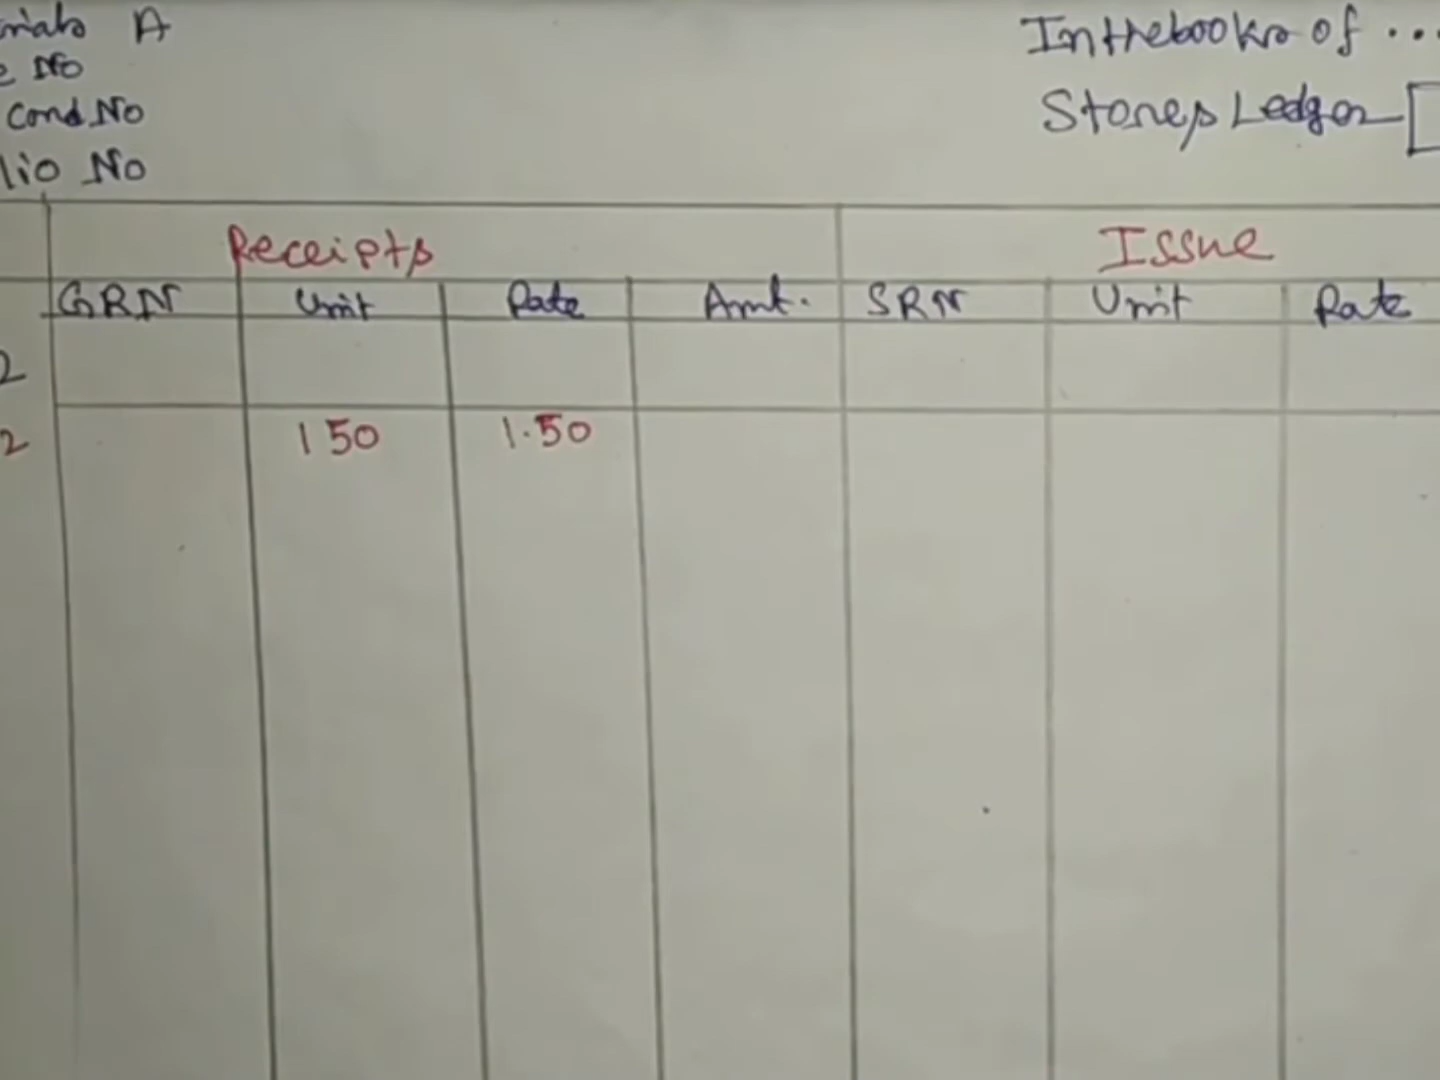 A
No
Cond No
No
In the books of ...
Stores Ledger
Receipts Issue
GRN Unit Rate Amt. SRN Unit Rate
2
2 150 1.50